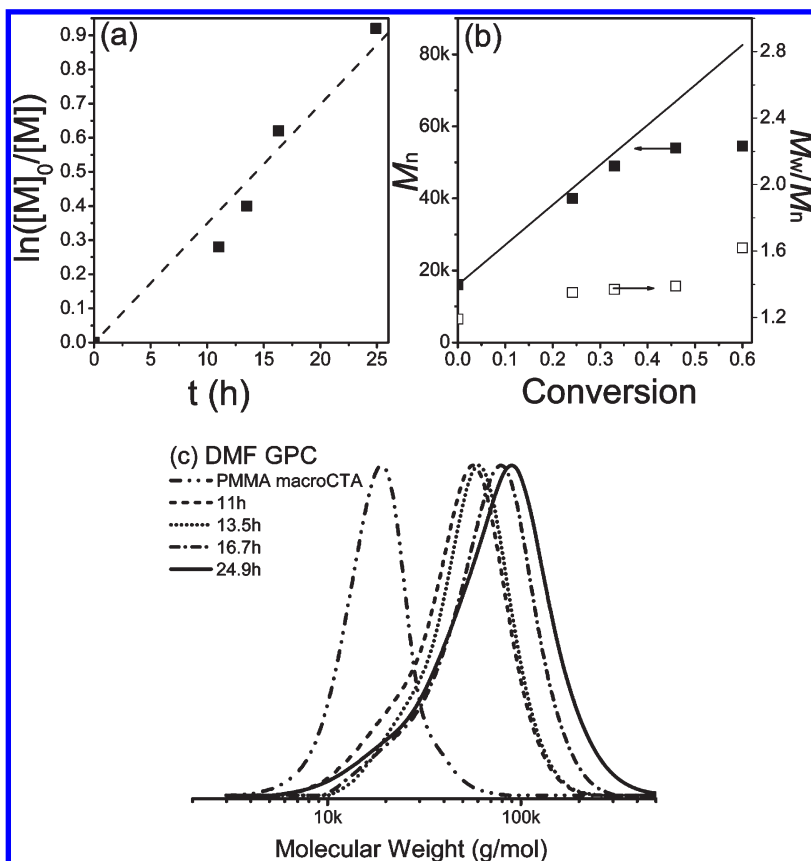 (a)
ln([M]0/[M])
0.9
0.8
0.7
0.6
0.5
0.4
0.3
0.2
0.1
0.0
0 5 10 15 20 25
t (h)
(b)
Mn
80k
60k
40k
20k
0
0.0 0.1 0.2 0.3 0.4 0.5 0.6
Conversion
2.8
2.4
2.0
1.6
1.2
Mw/Mn
(c) DMF GPC
PMMA macroCTA
11h
13.5h
16.7h
24.9h
10k 100k
Molecular Weight (g/mol)